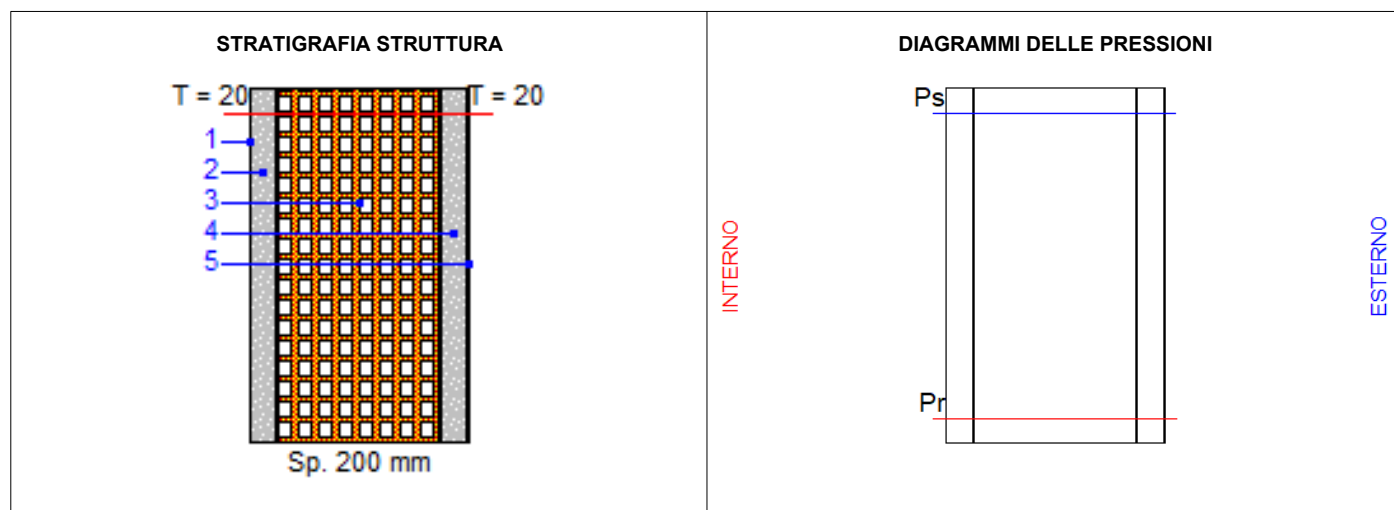 STRATIGRAFIA STRUTTURA
T = 20
T = 20
1
2
3
4
5
Sp. 200 mm
DIAGRAMMI DELLE PRESSIONI
Ps
Pr
INTERNO
ESTERNO